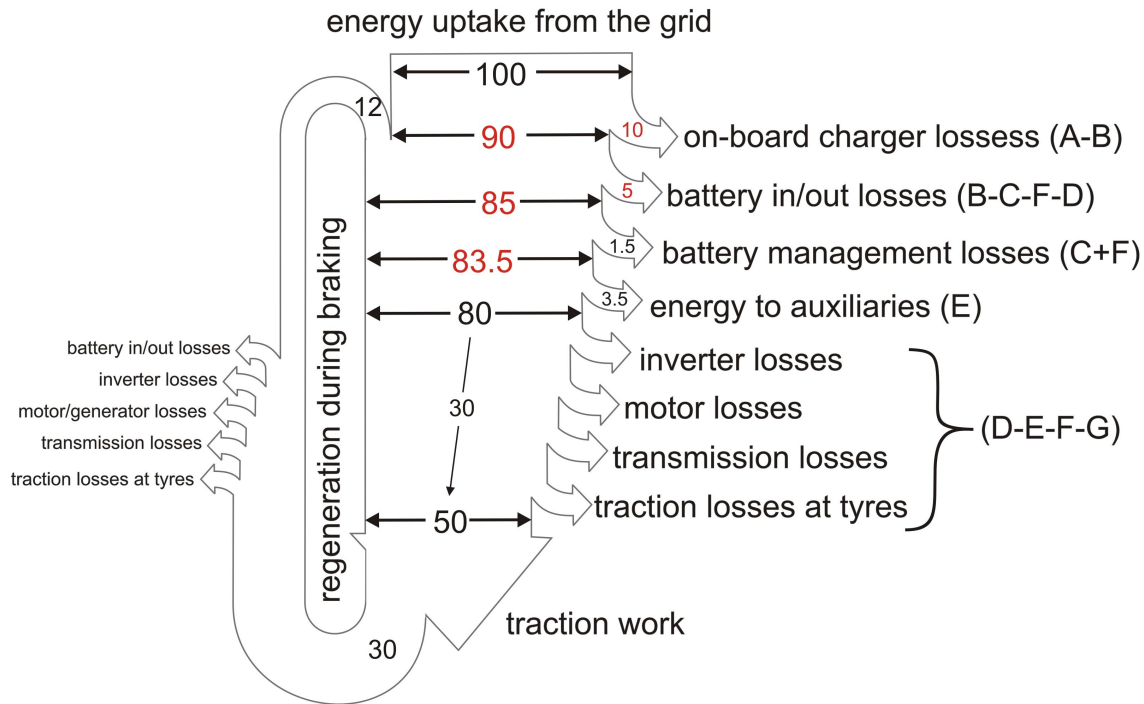 energy uptake from the grid
100
12
90
10
on-board charger lossess (A-B)
85
5
battery in/out losses (B-C-F-D)
83.5
1.5
battery management losses (C+F)
80
3.5
energy to auxiliaries (E)
regeneration during braking
battery in/out losses
inverter losses
motor/generator losses
transmission losses
traction losses at tyres
30
inverter losses
motor losses
transmission losses
traction losses at tyres
(D-E-F-G)
50
traction work
30